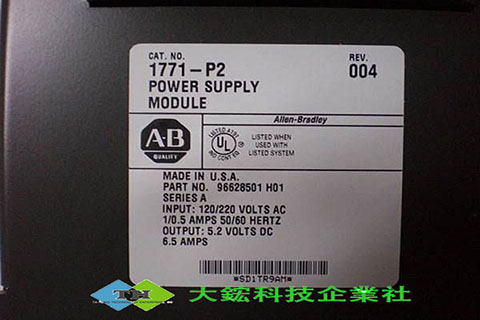 CAT. NO.
1771-P2
POWER SUPPLY
MODULE
REV.
004
Allen-Bradley
A-B
QUALITY
UL
LISTED WHEN
USED WITH
LISTED SYSTEM
MADE IN U.S.A.
PART NO. 96628501 H01
SERIES A
INPUT: 120/220 VOLTS AC
1/0.5 AMPS 50/60 HERTZ
OUTPUT: 5.2 VOLTS DC
6.5 AMPS
*SD1TR9AM*
大鋐科技企業社